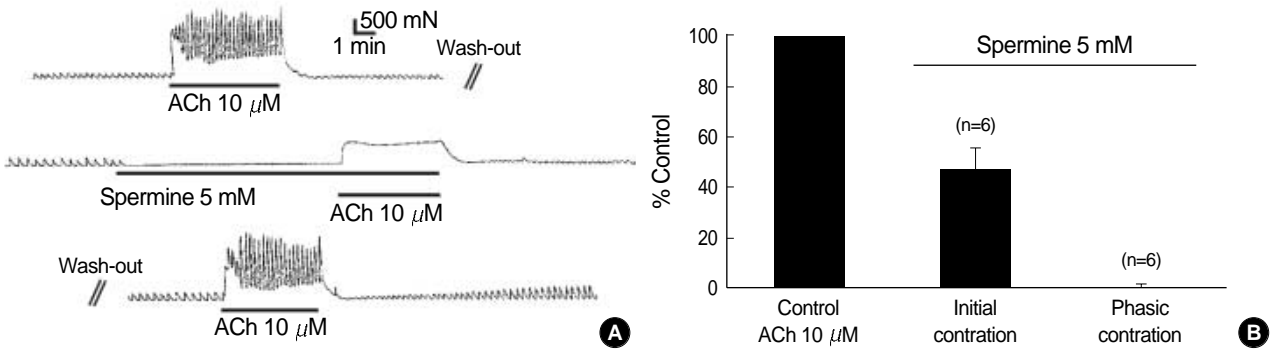 500 mN
1 min
Wash-out
ACh 10 μM
Spermine 5 mM
ACh 10 μM
Wash-out
ACh 10 μM
A
Spermine 5 mM
% Control
100
80
60
40
20
0
(n=6)
(n=6)
Control
ACh 10 μM
Initial
contration
Phasic
contration
B